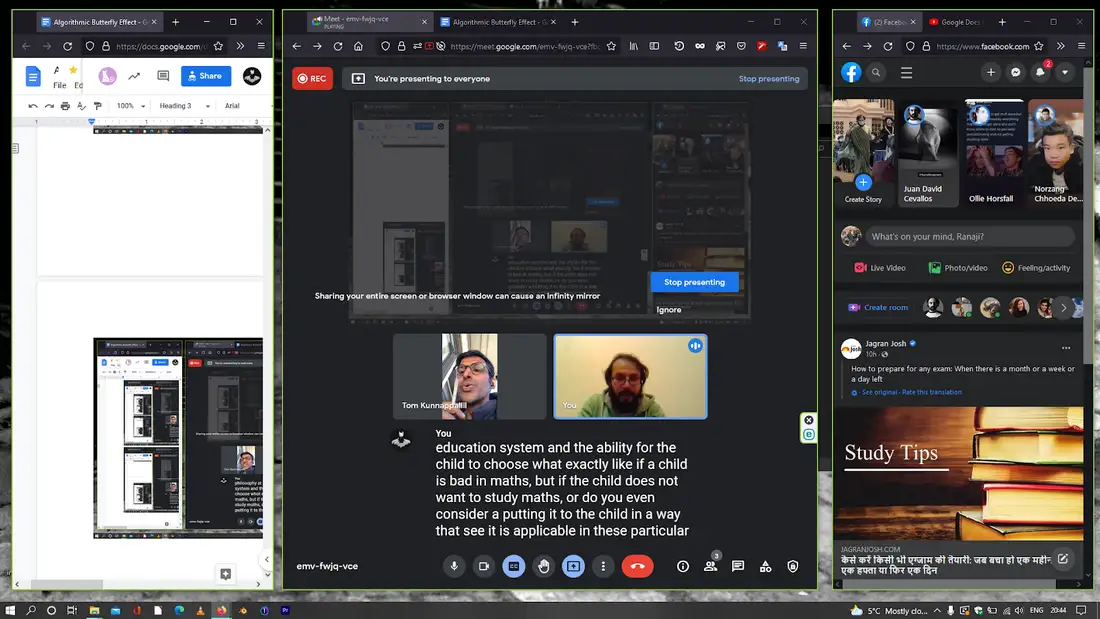 Algorithmic Butterfly Effect - G
https://docs.google.com/d
File
Share
100%
Heading 3
Arial
Meet - emv-fwjq-vce
PLAYING
Algorithmic Butterfly Effect - G
https://meet.google.com/emv-fwjq-vce?
REC
You're presenting to everyone
Stop presenting
Sharing your entire screen or browser window can cause an infinity mirror
Stop presenting
Ignore
Tom Kunnappallil
You
You
education system and the ability for the
child to choose what exactly like if a child
is bad in maths, but if the child does not
want to study maths, or do you even
consider a putting it to the child in a way
that see it is applicable in these particular
emv-fwjq-vce
3
(2) Faceb
Google Docs
https://www.facebook.com
2
Create Story
Juan David
Cevallos
Ollie Horsfall
Norzang
Chhoeda De...
What's on your mind, Ranaji?
Live Video
Photo/video
Feeling/activity
Create room
Jagran Josh
10h
How to prepare for any exam: When there is a month or a week or
a day left
See original · Rate this translation
Study Tips
JAGRANJOSH.COM
कैसे करें किसी भी एग्जाम की तैयारी: जब बचा हो एक महीने
एक हफ्ता या फिर एक दिन
5°C Mostly clo...
ENG
20:44